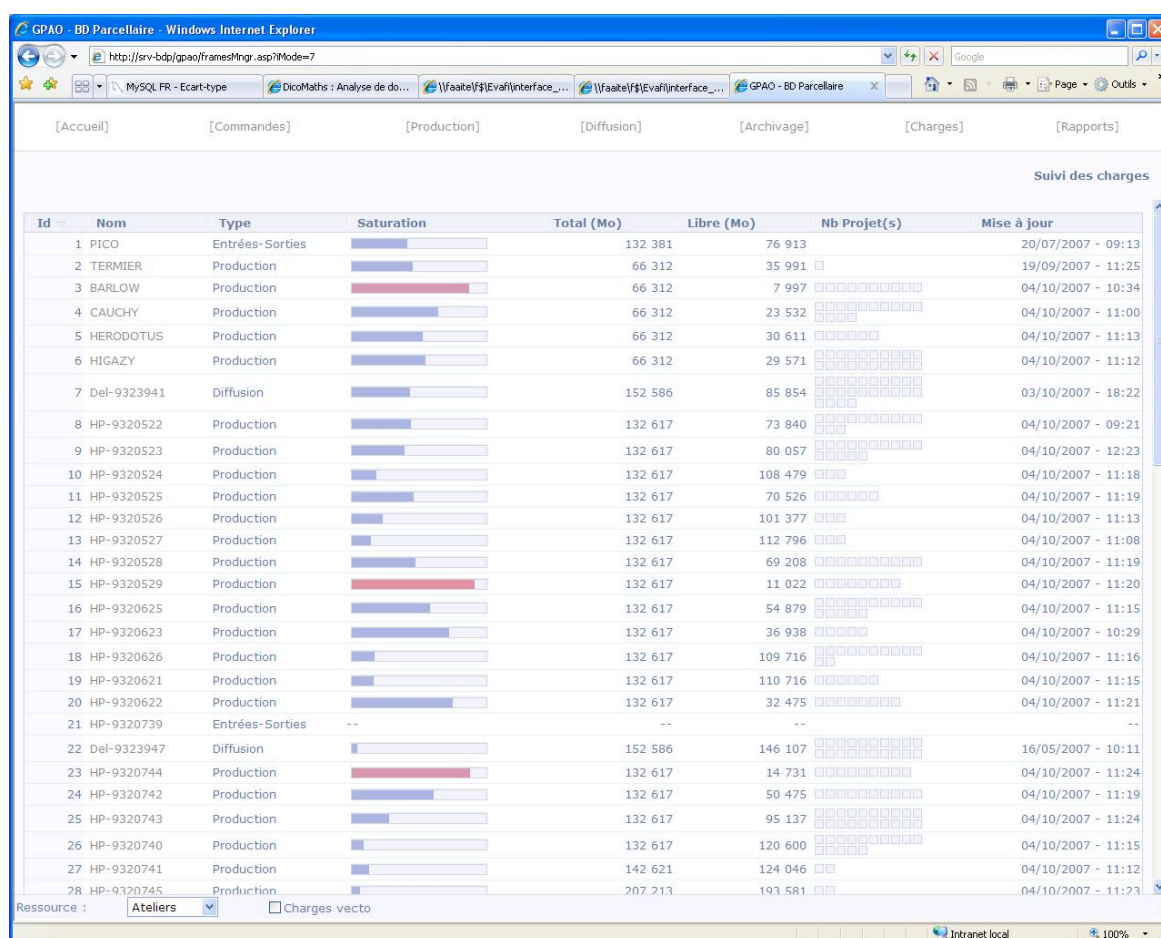 GPAO - BD Parcellaire - Windows Internet Explorer
http://srv-bdp/gpao/framesMngr.asp?iMode=7
Google
MySQL FR - Ecart-type
DicoMaths : Analyse de do...
\\faaite\f$\Evafi\interface_...
\\faaite\f$\Evafi\interface_...
GPAO - BD Parcellaire
Page
Outils
[Accueil] [Commandes] [Production] [Diffusion] [Archivage] [Charges] [Rapports]
Suivi des charges
Id Nom Type Saturation Total (Mo) Libre (Mo) Nb Projet(s) Mise à jour
1 PICO Entrées-Sorties 132 381 76 913 20/07/2007 - 09:13
2 TERMIER Production 66 312 35 991 19/09/2007 - 11:25
3 BARLOW Production 66 312 7 997 04/10/2007 - 10:34
4 CAUCHY Production 66 312 23 532 04/10/2007 - 11:00
5 HERODOTUS Production 66 312 30 611 04/10/2007 - 11:13
6 HIGAZY Production 66 312 29 571 04/10/2007 - 11:12
7 Del-9323941 Diffusion 152 586 85 854 03/10/2007 - 18:22
8 HP-9320522 Production 132 617 73 840 04/10/2007 - 09:21
9 HP-9320523 Production 132 617 80 057 04/10/2007 - 12:23
10 HP-9320524 Production 132 617 108 479 04/10/2007 - 11:18
11 HP-9320525 Production 132 617 70 526 04/10/2007 - 11:19
12 HP-9320526 Production 132 617 101 377 04/10/2007 - 11:13
13 HP-9320527 Production 132 617 112 796 04/10/2007 - 11:08
14 HP-9320528 Production 132 617 69 208 04/10/2007 - 11:19
15 HP-9320529 Production 132 617 11 022 04/10/2007 - 11:20
16 HP-9320625 Production 132 617 54 879 04/10/2007 - 11:15
17 HP-9320623 Production 132 617 36 938 04/10/2007 - 10:29
18 HP-9320626 Production 132 617 109 716 04/10/2007 - 11:16
19 HP-9320621 Production 132 617 110 716 04/10/2007 - 11:15
20 HP-9320622 Production 132 617 32 475 04/10/2007 - 11:21
21 HP-9320739 Entrées-Sorties -- -- -- --
22 Del-9323947 Diffusion 152 586 146 107 16/05/2007 - 10:11
23 HP-9320744 Production 132 617 14 731 04/10/2007 - 11:24
24 HP-9320742 Production 132 617 50 475 04/10/2007 - 11:19
25 HP-9320743 Production 132 617 95 137 04/10/2007 - 11:24
26 HP-9320740 Production 132 617 120 600 04/10/2007 - 11:15
27 HP-9320741 Production 142 621 124 046 04/10/2007 - 11:12
28 HP-9320745 Production 207 213 193 581 04/10/2007 - 11:23
Ressource : Ateliers Charges vecto
Intranet local 100%